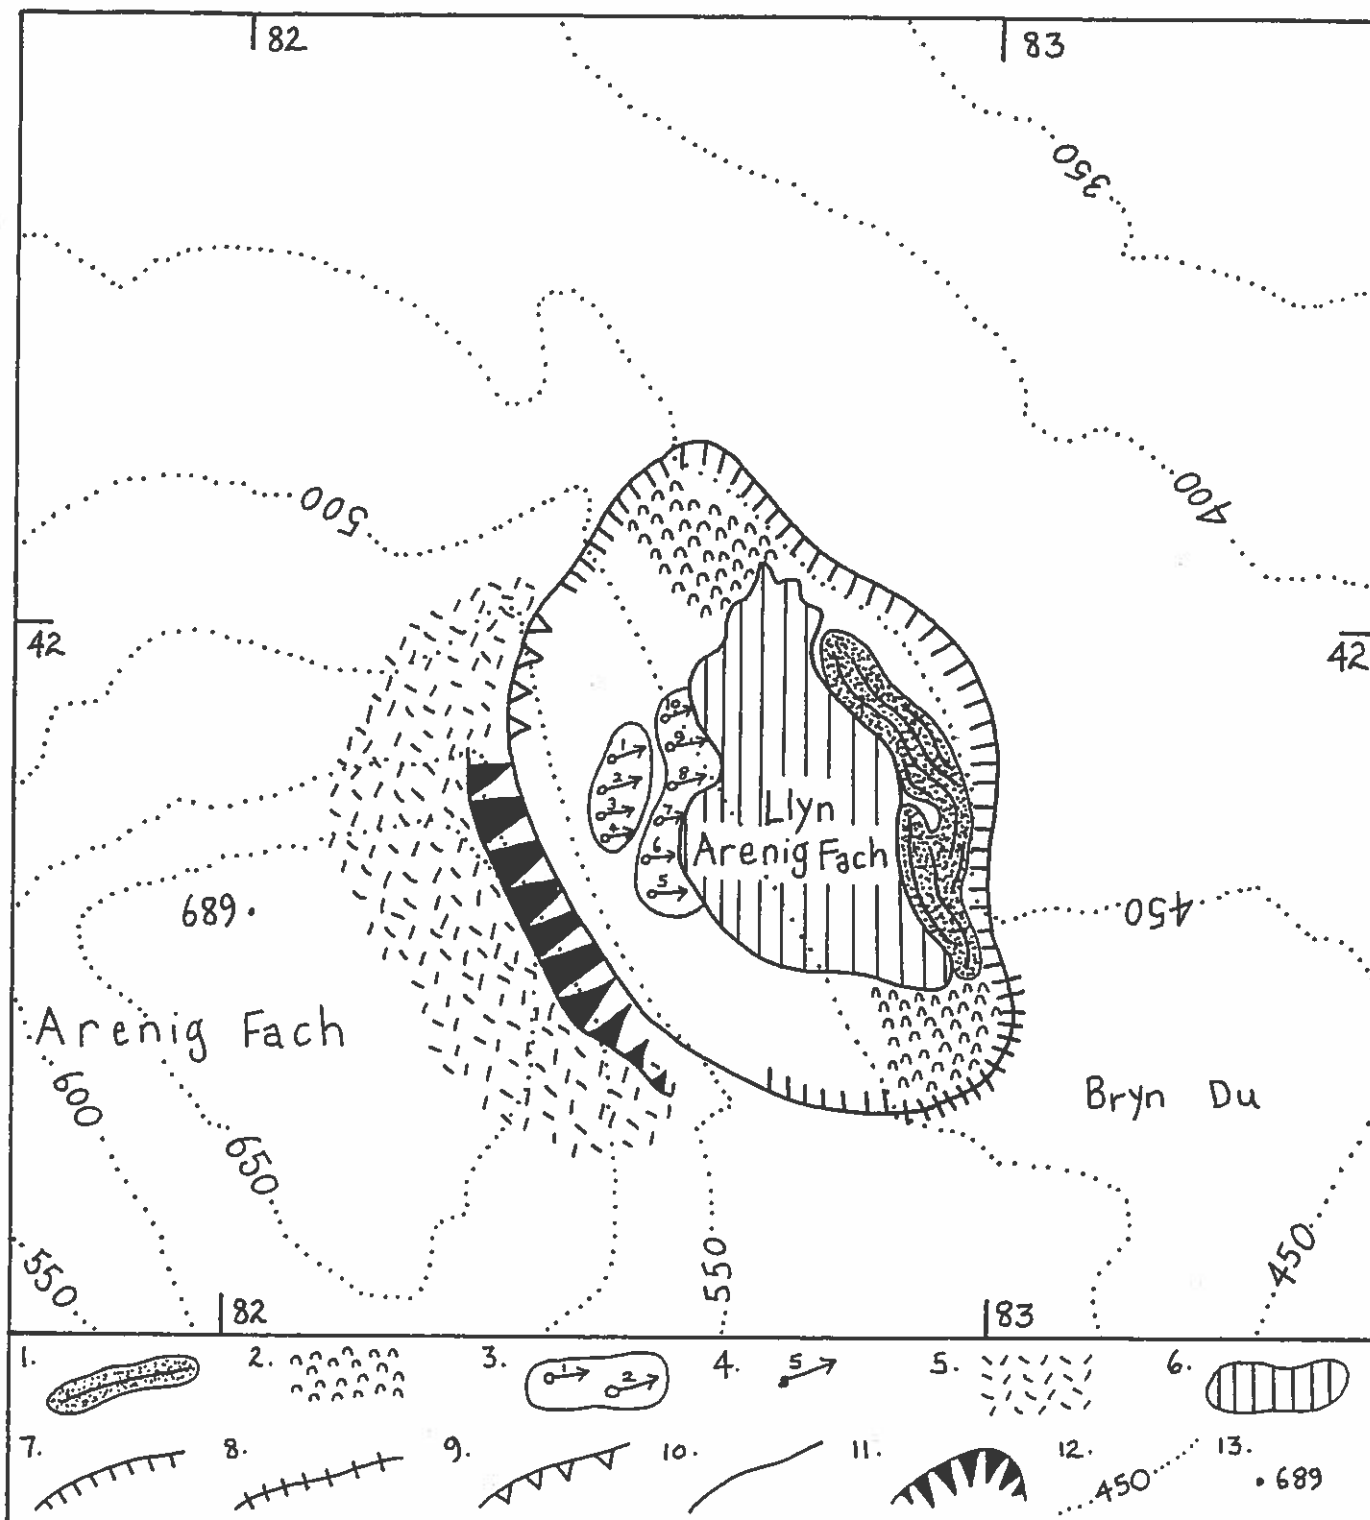 82 83
350
400
500
42 42
10
1 9
2 8
3 7
4 6
5
Llyn
Arenig Fach
689
450
Arenig Fach
600
Bryn Du
650
550 550 450
82 83
1. 2. 3. 1 2 4. 5 5. 6.
7. 8. 9. 10. 11. 12. 450 13. 689